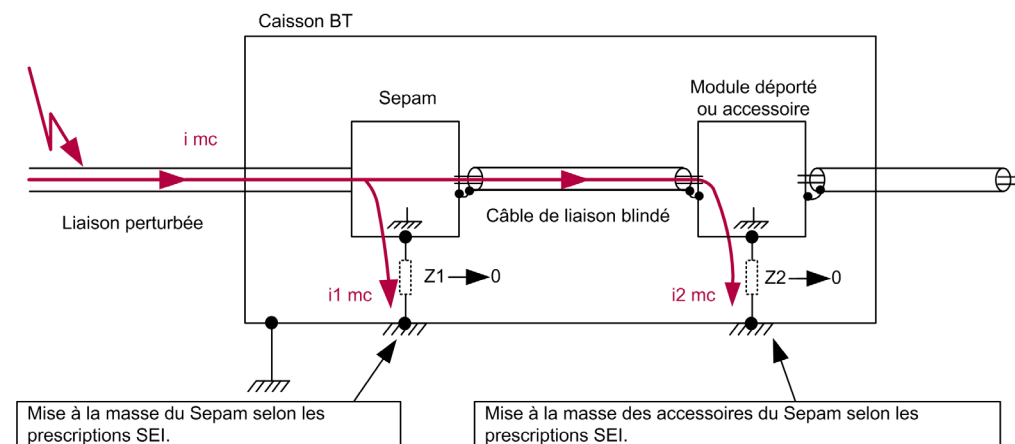 Caisson BT
Sepam
Module déporté
ou accessoire
i mc
Liaison perturbée
Câble de liaison blindé
Z1 0
i1 mc
Z2 0
i2 mc
Mise à la masse du Sepam selon les
prescriptions SEI.
Mise à la masse des accessoires du Sepam selon les
prescriptions SEI.